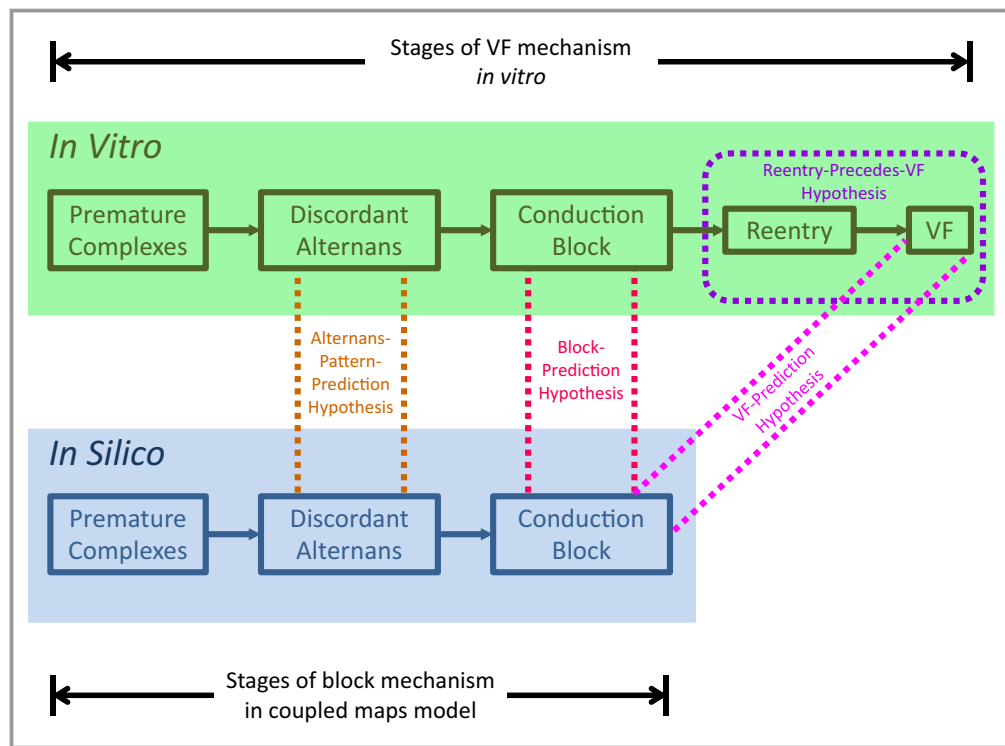 Stages of VF mechanism
in vitro
In Vitro
Reentry-Precedes-VF
Hypothesis
Premature
Complexes
Discordant
Alternans
Conduction
Block
Reentry
VF
Alternans-
Pattern-
Prediction
Hypothesis
Block-
Prediction
Hypothesis
VF-Prediction
Hypothesis
In Silico
Premature
Complexes
Discordant
Alternans
Conduction
Block
Stages of block mechanism
in coupled maps model